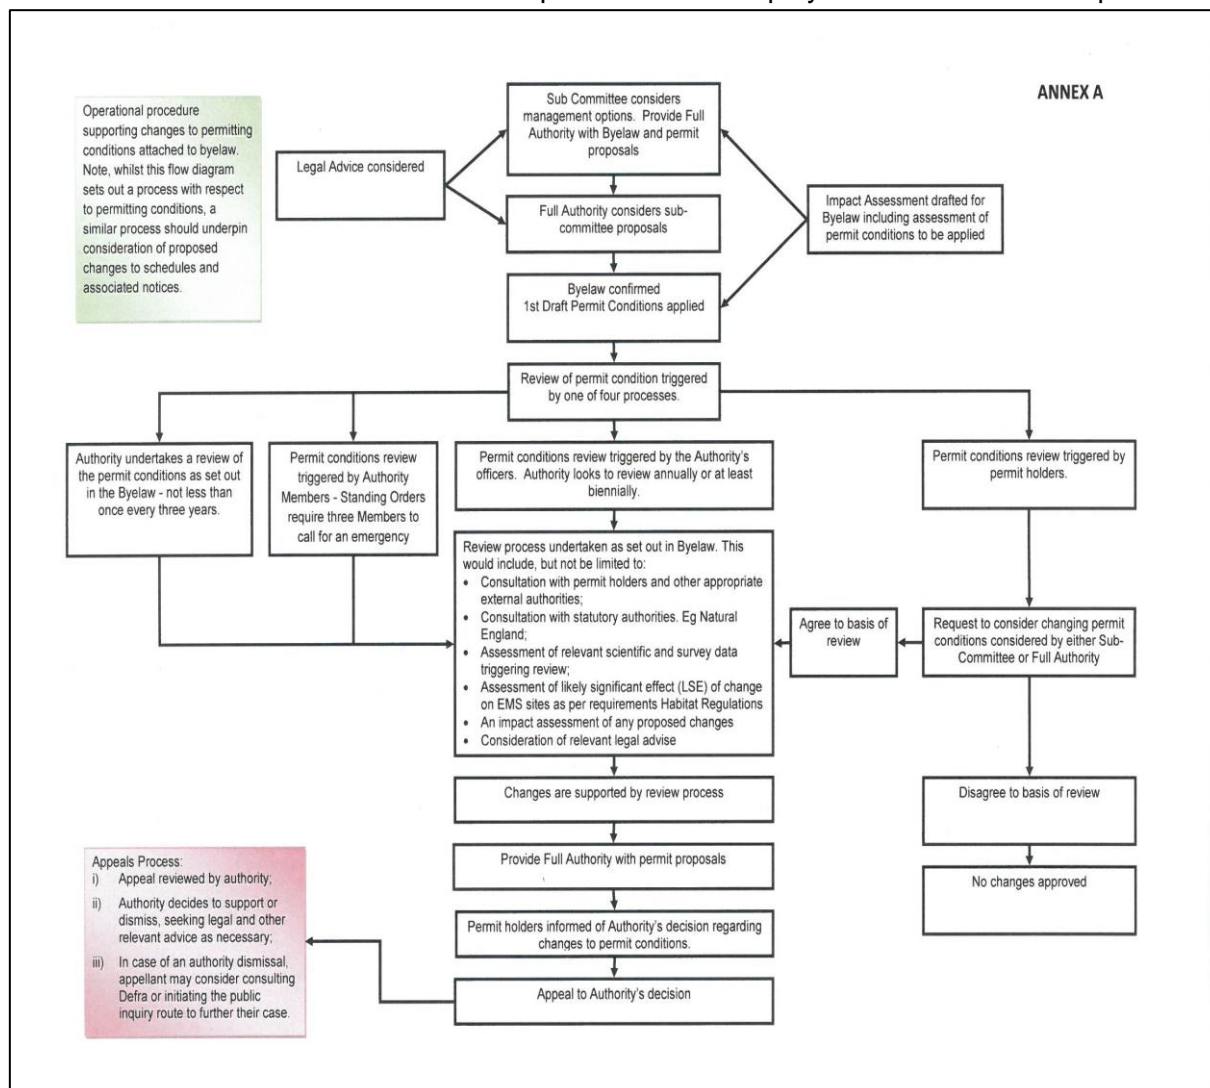 ANNEX A
Operational procedure
supporting changes to permitting
conditions attached to byelaw.
Note, whilst this flow diagram
sets out a process with respect
to permitting conditions, a
similar process should underpin
consideration of proposed
changes to schedules and
associated notices.
Sub Committee considers
management options. Provide Full
Authority with Byelaw and permit
proposals
Legal Advice considered
Full Authority considers sub-
committee proposals
Impact Assessment drafted for
Byelaw including assessment of
permit conditions to be applied
Byelaw confirmed
1st Draft Permit Conditions applied
Review of permit condition triggered
by one of four processes.
Authority undertakes a review of
the permit conditions as set out
in the Byelaw - not less than
once every three years.
Permit conditions review
triggered by Authority
Members - Standing Orders
require three Members to
call for an emergency
Permit conditions review triggered by the Authority's
officers. Authority looks to review annually or at least
biennially.
Permit conditions review triggered by
permit holders.
Review process undertaken as set out in Byelaw. This
would include, but not be limited to:
• Consultation with permit holders and other appropriate
external authorities;
• Consultation with statutory authorities. Eg Natural
England;
• Assessment of relevant scientific and survey data
triggering review;
• Assessment of likely significant effect (LSE) of change
on EMS sites as per requirements Habitat Regulations
• An impact assessment of any proposed changes
• Consideration of relevant legal advise
Agree to basis of
review
Request to consider changing permit
conditions considered by either Sub-
Committee or Full Authority
Changes are supported by review process
Disagree to basis of review
Provide Full Authority with permit proposals
No changes approved
Permit holders informed of Authority's decision regarding
changes to permit conditions.
Appeal to Authority's decision
Appeals Process:
i) Appeal reviewed by authority;
ii) Authority decides to support or
dismiss, seeking legal and other
relevant advice as necessary;
iii) In case of an authority dismissal,
appellant may consider consulting
Defra or initiating the public
inquiry route to further their case.